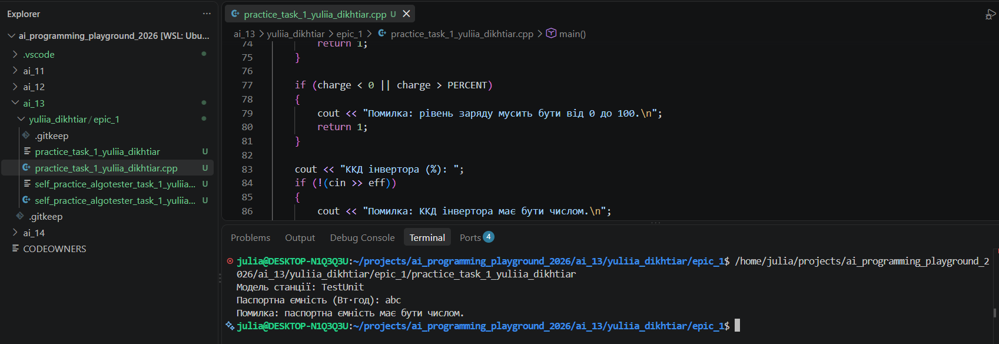 Explorer
ai_programming_playground_2026 [WSL: Ubu...
.vscode
ai_11
ai_12
ai_13
yuliia_dikhtiar / epic_1
.gitkeep
practice_task_1_yuliia_dikhtiar U
practice_task_1_yuliia_dikhtiar.cpp U
self_practice_algotester_task_1_yuliia... U
self_practice_algotester_task_1_yuliia... U
.gitkeep
ai_14
CODEOWNERS
practice_task_1_yuliia_dikhtiar.cpp U
ai_13 > yuliia_dikhtiar > epic_1 > practice_task_1_yuliia_dikhtiar.cpp > main()
74 return 1;
75 }
76
77 if (charge < 0 || charge > PERCENT)
78 {
79 cout << "Помилка: рівень заряду мусить бути від 0 до 100.\n";
80 return 1;
81 }
82
83 cout << "ККД інвертора (%): ";
84 if (!(cin >> eff))
85 {
86 cout << "Помилка: ККД інвертора має бути числом.\n";
Problems Output Debug Console Terminal Ports 4
julia@DESKTOP-N1Q3Q3U:~/projects/ai_programming_playground_2026/ai_13/yuliia_dikhtiar/epic_1$ /home/julia/projects/ai_programming_playground_2
026/ai_13/yuliia_dikhtiar/epic_1/practice_task_1_yuliia_dikhtiar
Модель станції: TestUnit
Паспортна ємність (Вт·год): abc
Помилка: паспортна ємність має бути числом.
julia@DESKTOP-N1Q3Q3U:~/projects/ai_programming_playground_2026/ai_13/yuliia_dikhtiar/epic_1$